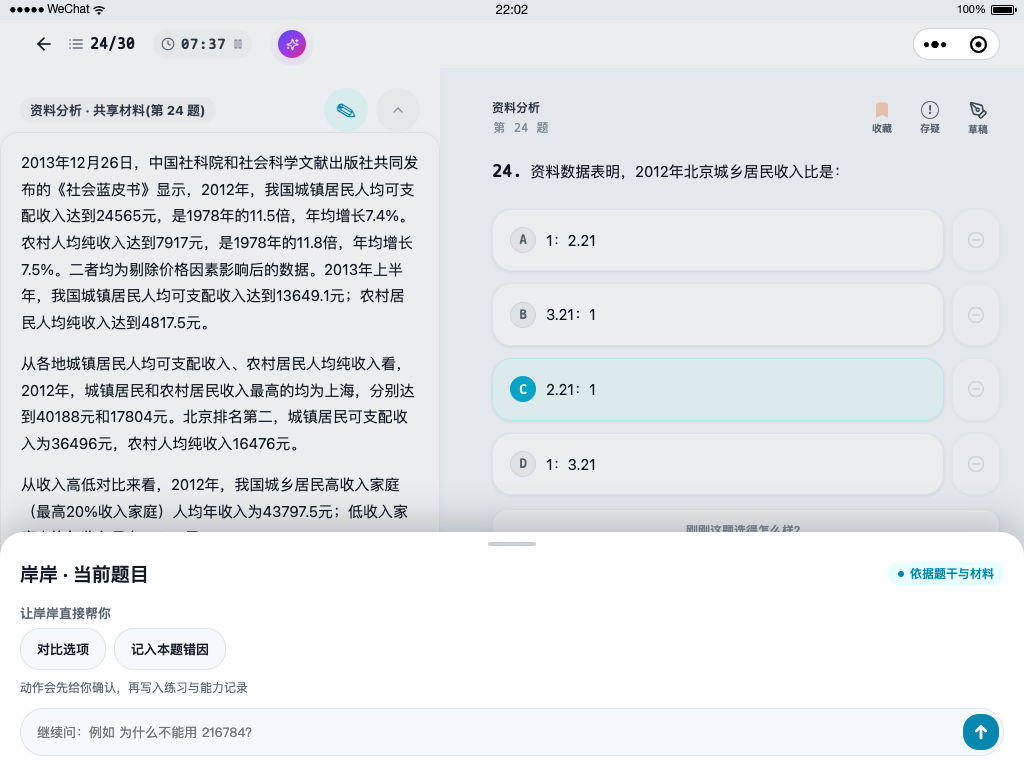 WeChat
22:02
100%
24/30
07:37
资料分析 · 共享材料(第 24 题)
2013年12月26日，中国社科院和社会科学文献出版社共同发
布的《社会蓝皮书》显示，2012年，我国城镇居民人均可支
配收入达到24565元，是1978年的11.5倍，年均增长7.4%。
农村人均纯收入达到7917元，是1978年的11.8倍，年均增长
7.5%。二者均为剔除价格因素影响后的数据。2013年上半
年，我国城镇居民人均可支配收入达到13649.1元；农村居
民人均纯收入达到4817.5元。
从各地城镇居民人均可支配收入、农村居民人均纯收入看，
2012年，城镇居民和农村居民收入最高的均为上海，分别达
到40188元和17804元。北京排名第二，城镇居民可支配收
入为36496元，农村人均纯收入16476元。
从收入高低对比来看，2012年，我国城乡居民高收入家庭
（最高20%收入家庭）人均年收入为43797.5元；低收入家
资料分析
第 24 题
收藏
存疑
草稿
24. 资料数据表明，2012年北京城乡居民收入比是：
A 1：2.21
B 3.21：1
C 2.21：1
D 1：3.21
刚刚这题选得怎么样?
岸岸 · 当前题目
依据题干与材料
让岸岸直接帮你
对比选项
记入本题错因
动作会先给你确认，再写入练习与能力记录
继续问：例如 为什么不能用 216784?